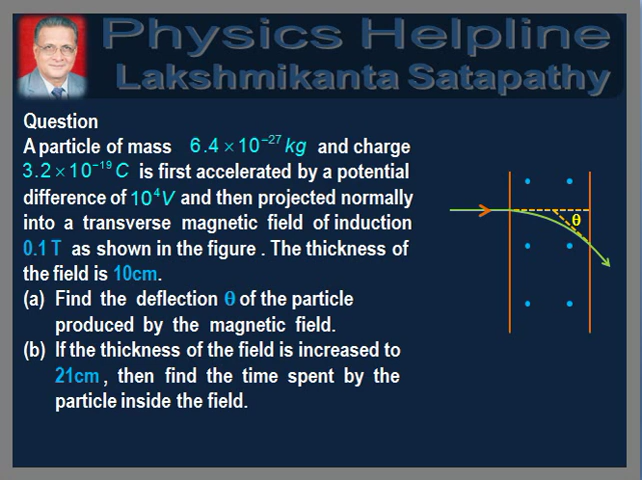 Physics Helpline
Lakshmikanta Satapathy
Question
A particle of mass 6.4 × 10⁻²⁷ kg and charge
3.2 × 10⁻¹⁹ C is first accelerated by a potential
difference of 10⁴ V and then projected normally
into a transverse magnetic field of induction
0.1 T as shown in the figure . The thickness of
the field is 10cm.
(a) Find the deflection θ of the particle
produced by the magnetic field.
(b) If the thickness of the field is increased to
21cm , then find the time spent by the
particle inside the field.
θ